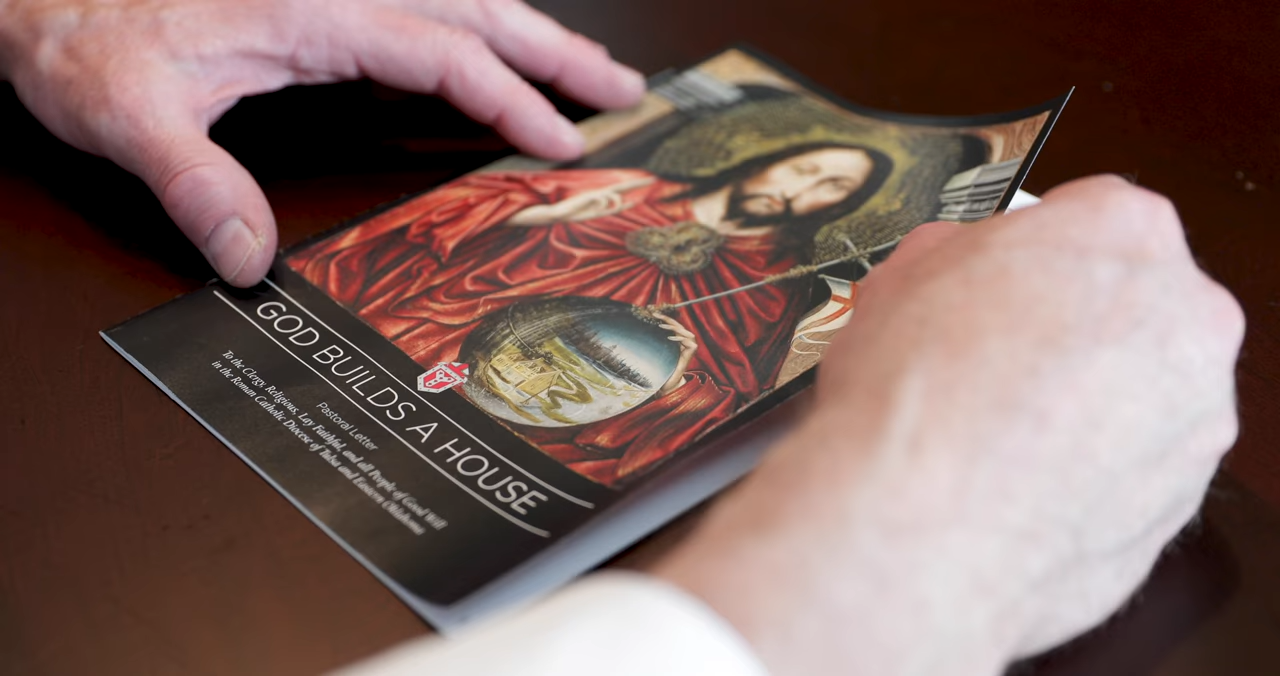 GOD BUILDS A HOUSE
Pastoral Letter
To the Clergy, Religious, Lay Faithful, and all People of Good Will
in the Roman Catholic Diocese of Tulsa and Eastern Oklahoma